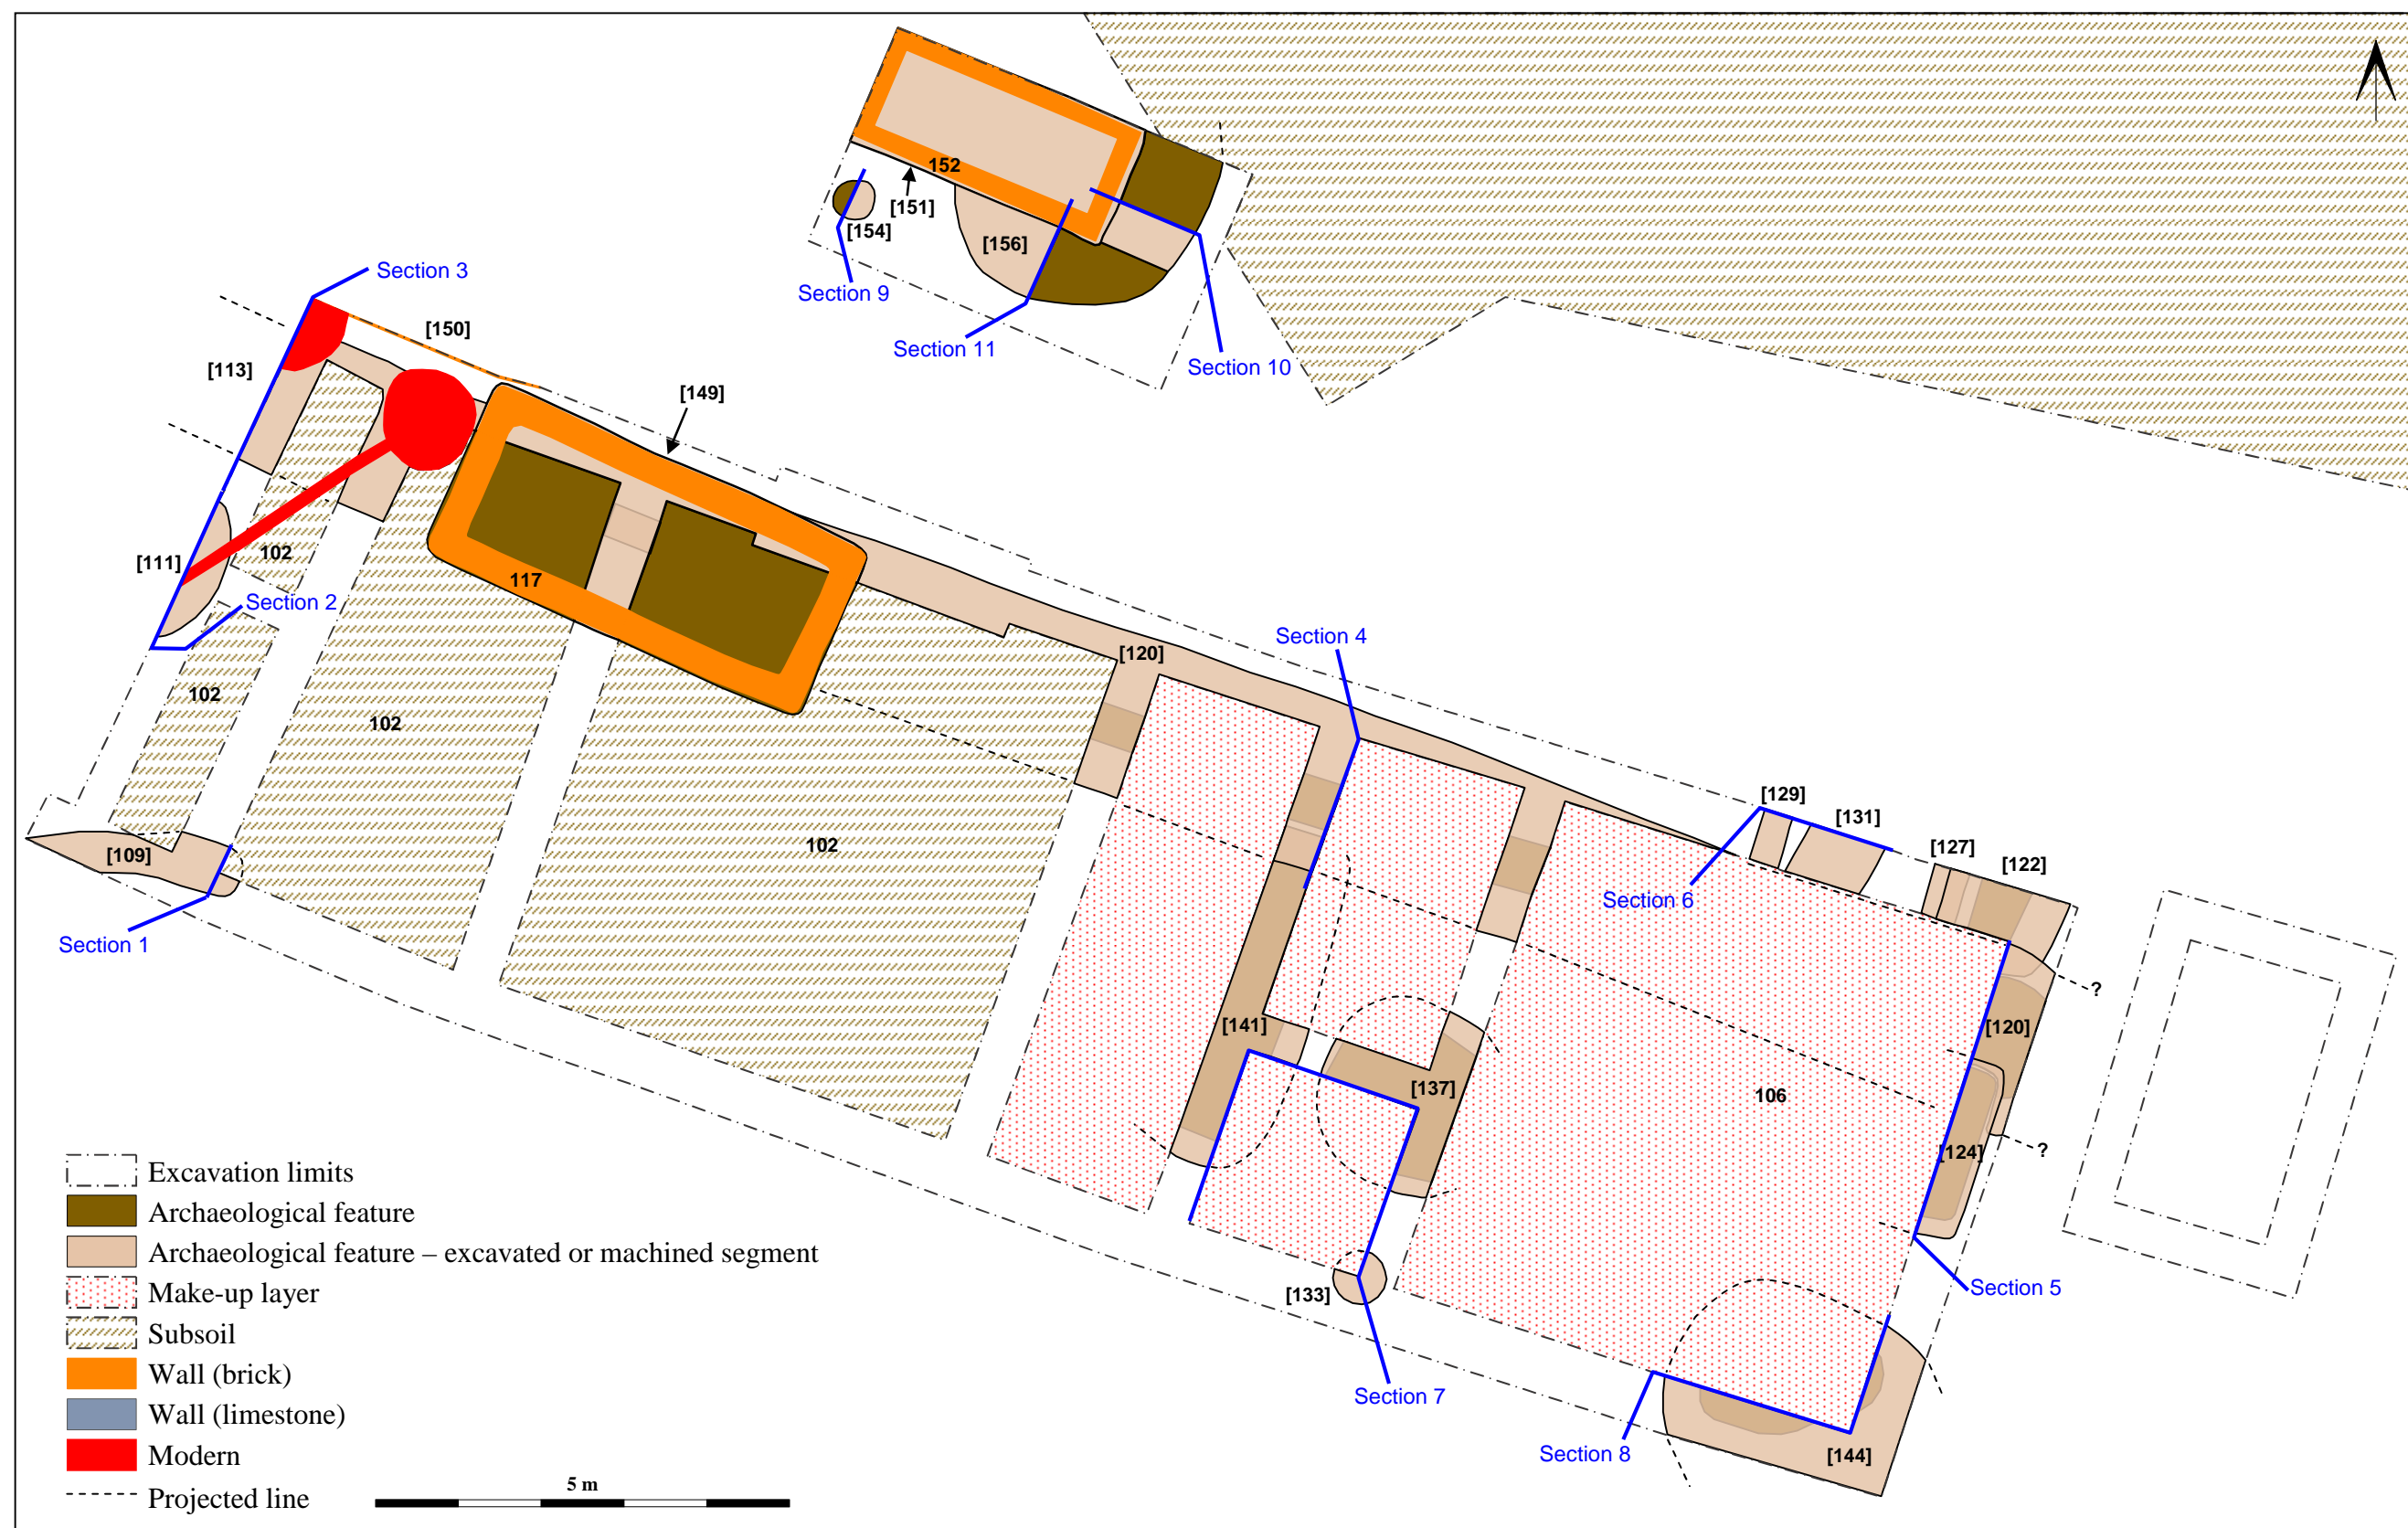 152
[151]
[154]
[156]
Section 9
Section 11
Section 10
Section 3
[150]
[113]
[149]
[111]
102
117
Section 2
102
102
[120]
Section 4
102
[109]
Section 1
[129]
[131]
[127]
[122]
Section 6
?
[141]
[120]
[137]
106
[124]
?
[133]
Section 5
Section 7
Section 8
[144]
Excavation limits
Archaeological feature
Archaeological feature – excavated or machined segment
Make-up layer
Subsoil
Wall (brick)
Wall (limestone)
Modern
Projected line
5 m